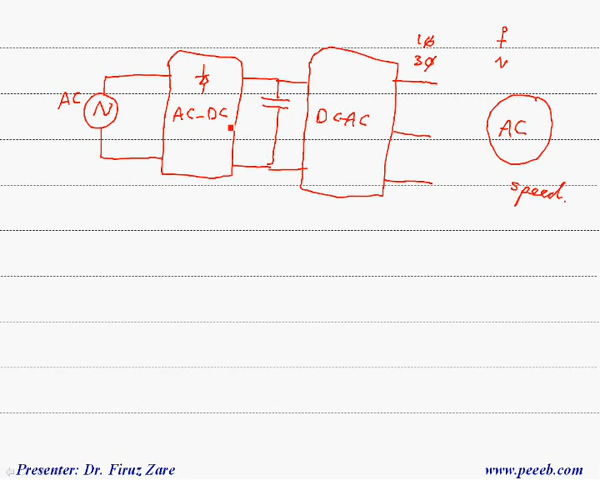 1φ
3φ
f
v
AC
N
AC-DC
DC-AC
AC
speed.
Presenter: Dr. Firuz Zare
www.peeeb.com